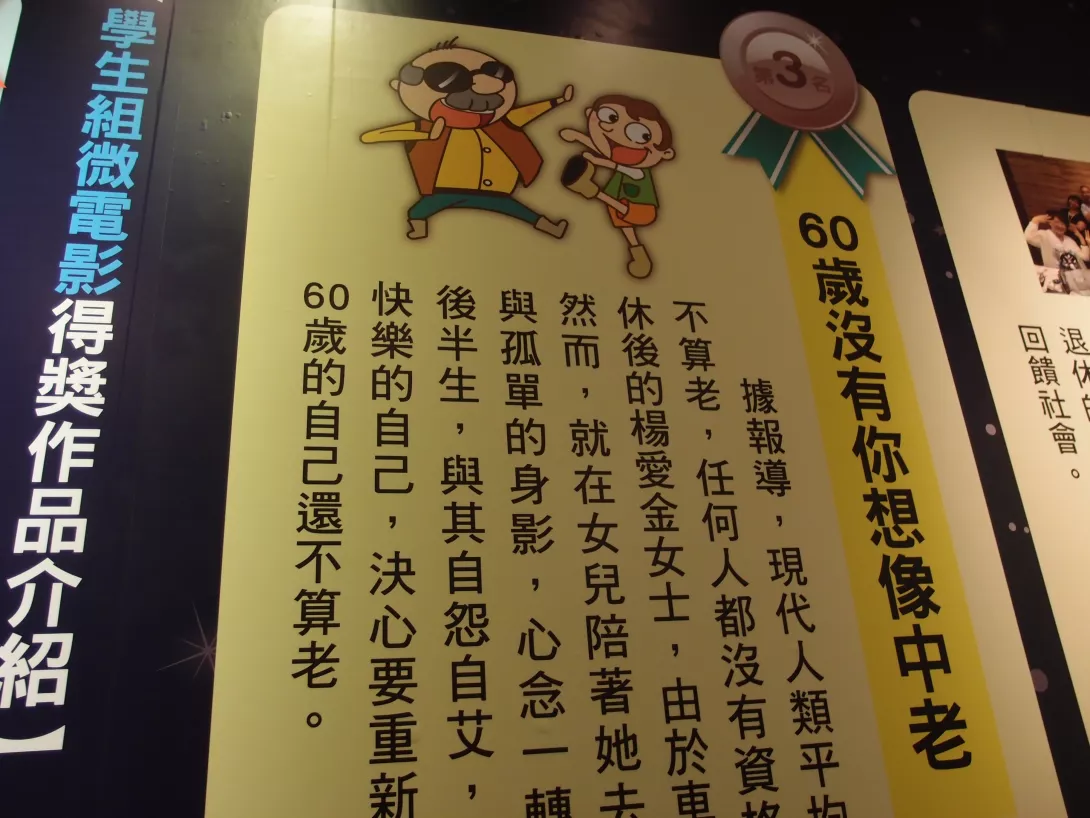 學生組微電影得獎作品介紹】
第3名
60歲沒有你想像中老
據報導，現代人類平均
不算老，任何人都沒有資格
休後的楊愛金女士，由於車
然而，就在女兒陪著她去
與孤單的身影，心念一轉
後半生，與其自怨自艾，
快樂的自己，決心要重新
60歲的自己還不算老。
退休
回饋社會。